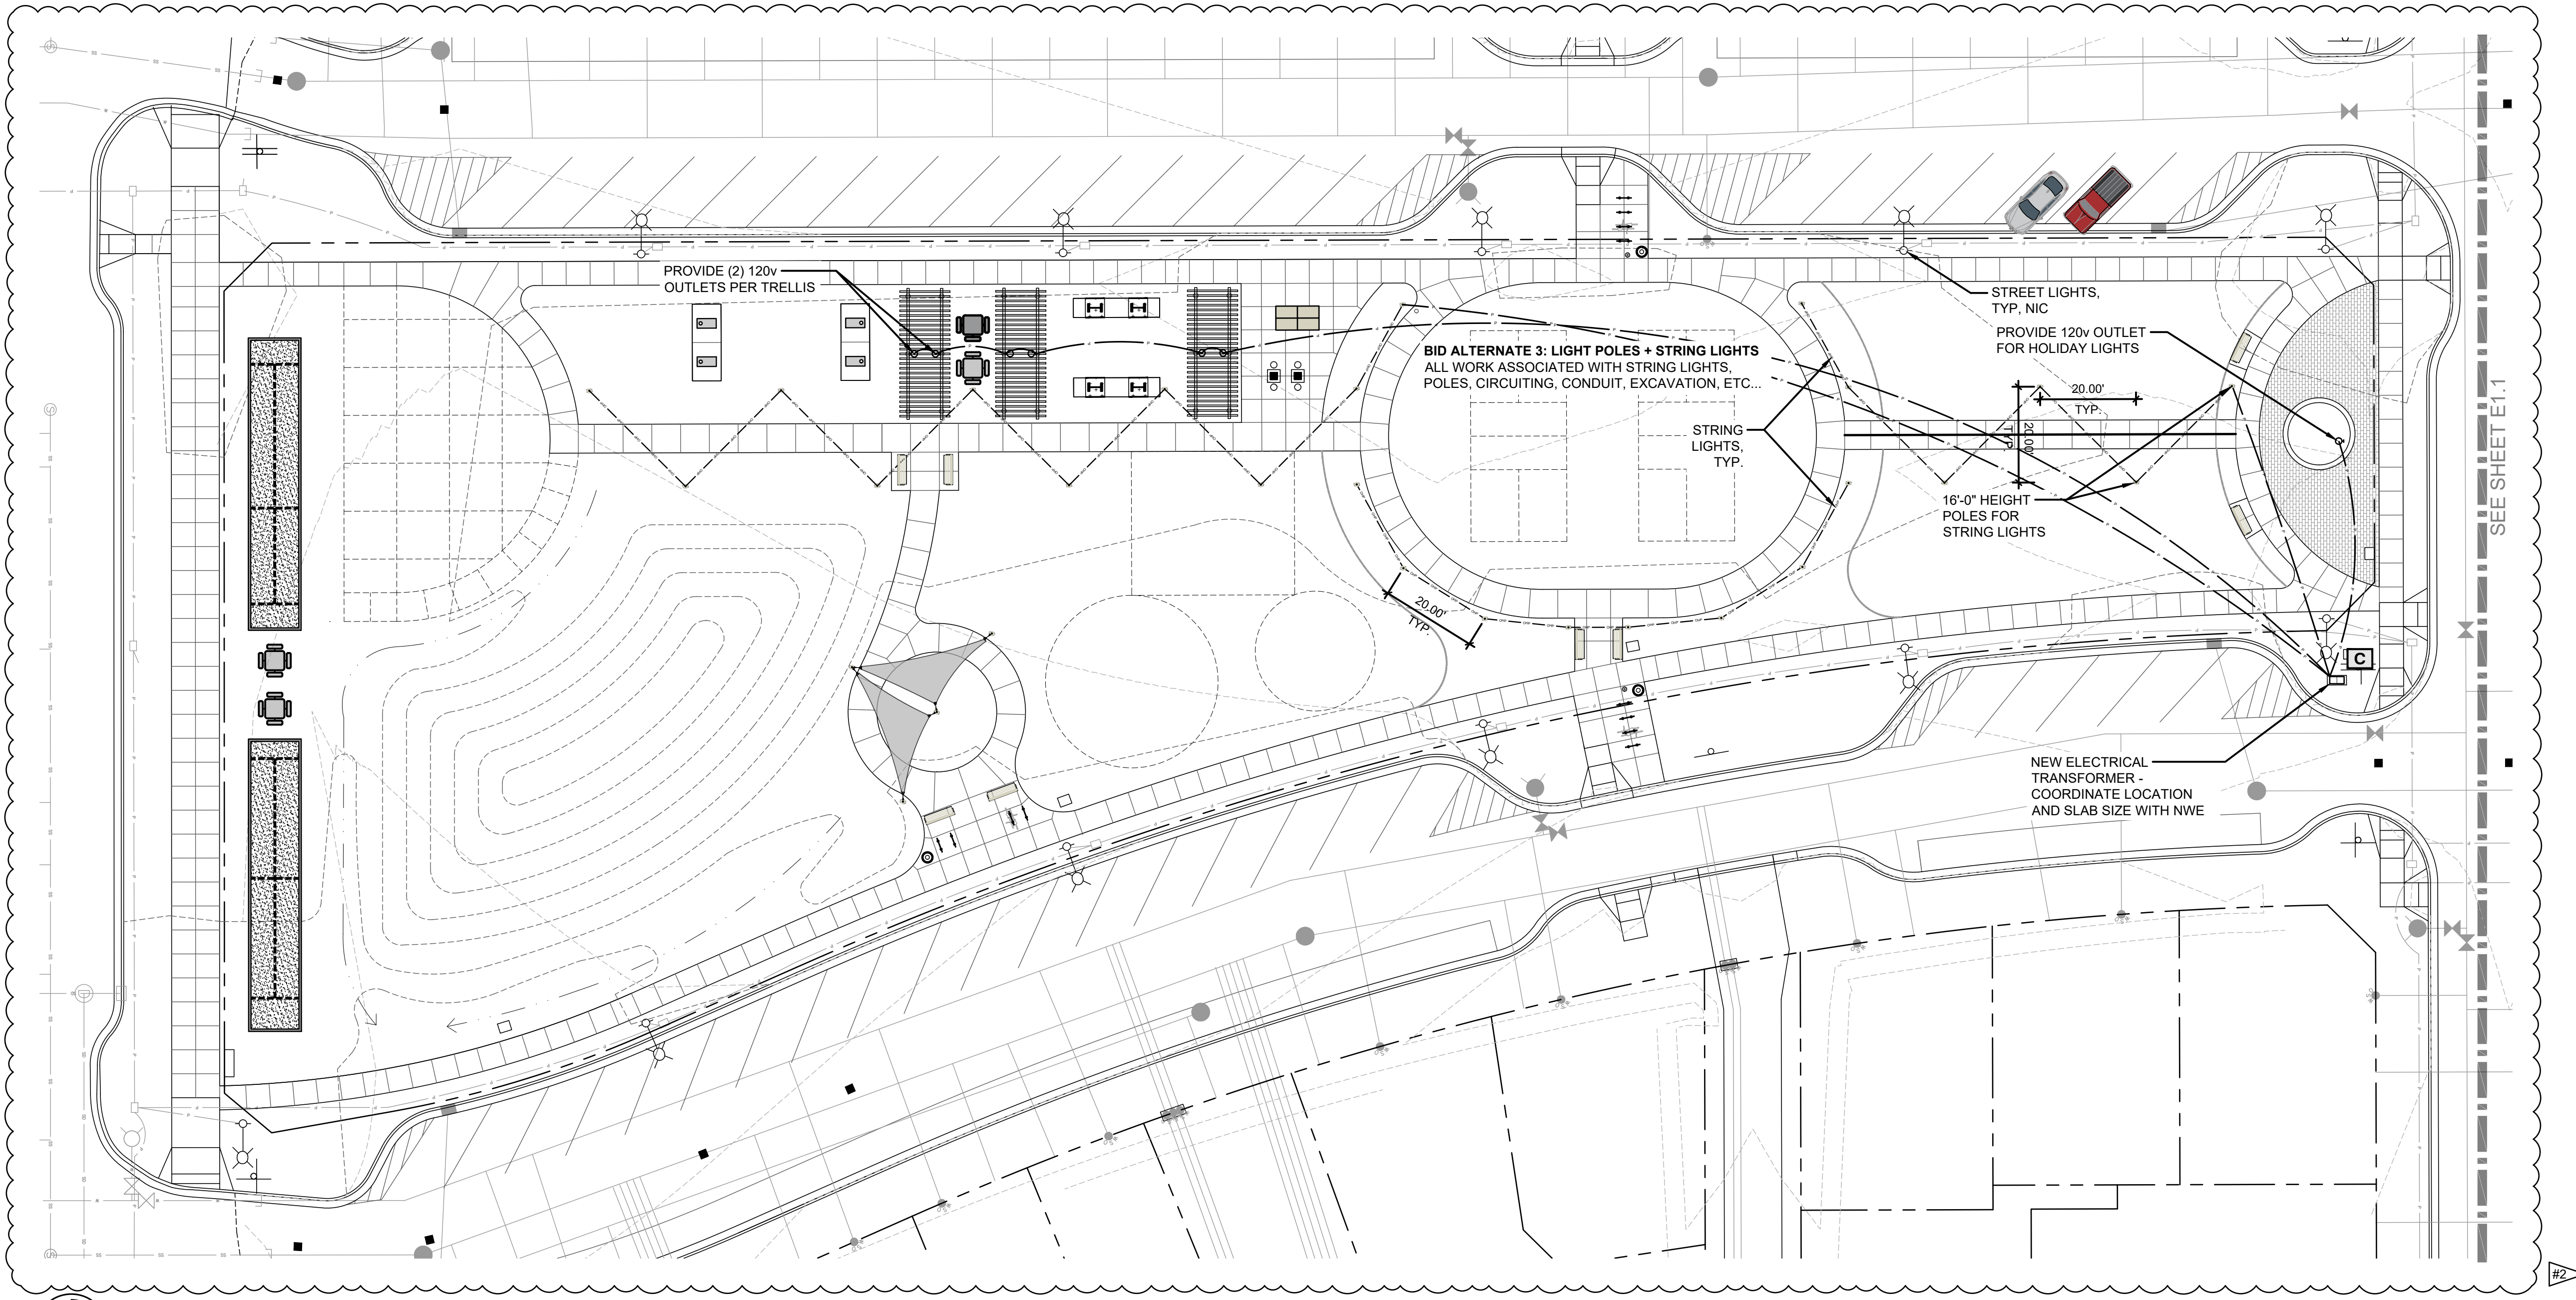 PROVIDE (2) 120v
OUTLETS PER TRELLIS
STREET LIGHTS,
TYP, NIC
PROVIDE 120v OUTLET
FOR HOLIDAY LIGHTS
BID ALTERNATE 3: LIGHT POLES + STRING LIGHTS
ALL WORK ASSOCIATED WITH STRING LIGHTS,
POLES, CIRCUITING, CONDUIT, EXCAVATION, ETC...
20.00'
TYP.
20.00'
TYP.
STRING
LIGHTS,
TYP.
16'-0" HEIGHT
POLES FOR
STRING LIGHTS
SEE SHEET E1.1
20.00'
TYP.
C
NEW ELECTRICAL
TRANSFORMER -
COORDINATE LOCATION
AND SLAB SIZE WITH NWE
#2